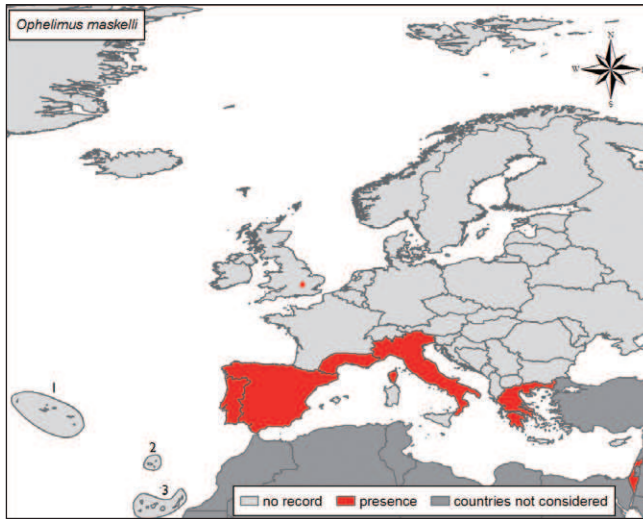 Ophelimus maskelli
N
W E
S
1
2
3
no record presence countries not considered